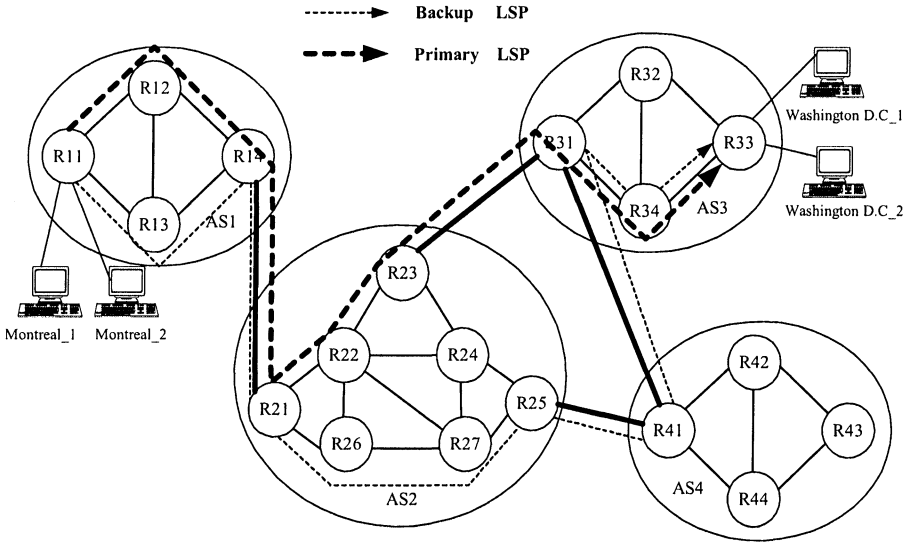 Backup LSP
Primary LSP
R12
R11
R14
R13
AS1
Montreal_1
Montreal_2
R32
R31
R33
R34
AS3
Washington D.C_1
Washington D.C_2
R23
R22
R24
R21
R25
R26
R27
AS2
R42
R41
R43
R44
AS4